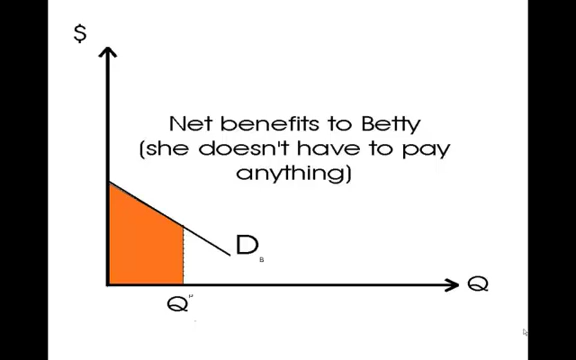 $
Net benefits to Betty
(she doesn't have to pay
anything)
D B
Q
Q